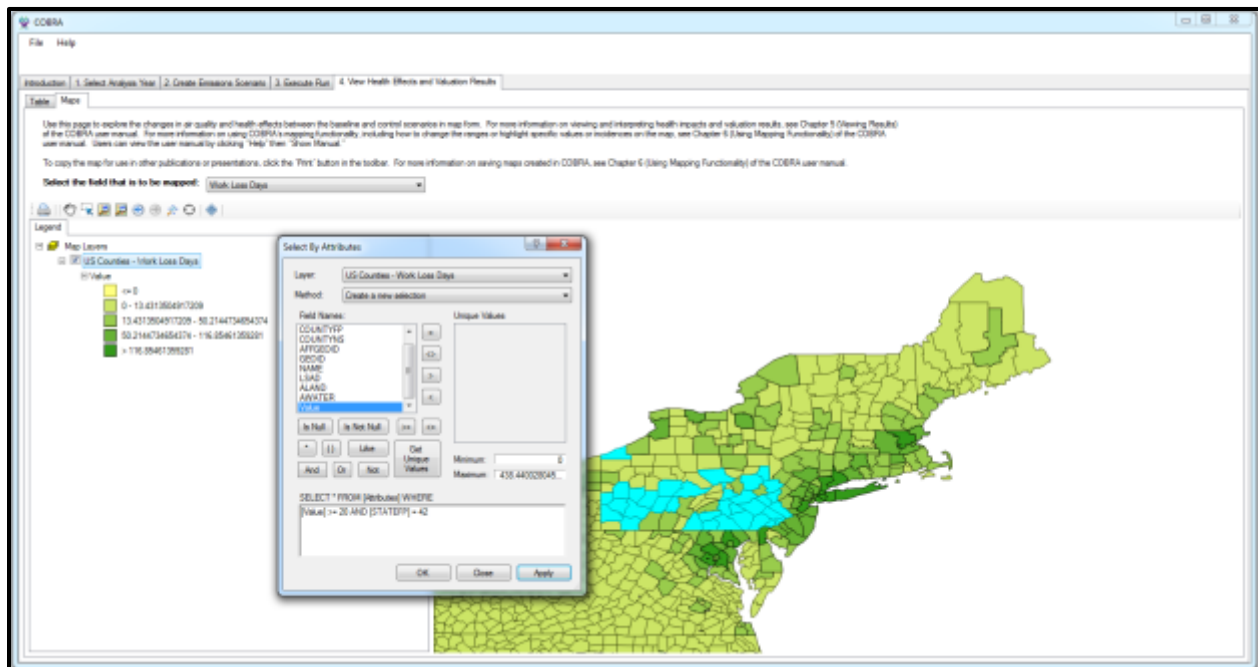 COBRA
File Help
Introduction 1. Select Analysis Year 2. Create Emissions Scenario 3. Execute Run 4. View Health Effects and Valuation Results
Table Maps
Use this page to explore the changes in air quality and health effects between the baseline and control scenarios in map form. For more information on viewing and interpreting health impacts and valuation results, see Chapter 5 (Viewing Results)
of the COBRA user manual. For more information on using COBRA's mapping functionality, including how to change the ranges or highlight specific values or incidences on the map, see Chapter 6 (Using Mapping Functionality) of the COBRA
user manual. Users can view the user manual by clicking "Help" then "Show Manual."
To copy the map for use in other publications or presentations, click the "Print" button in the toolbar. For more information on saving maps created in COBRA, see Chapter 6 (Using Mapping Functionality) of the COBRA user manual.
Select the field that is to be mapped: Work Loss Days
Legend
Map Layers
US Counties - Work Loss Days
Value
<= 0
0 - 13.4313504917209
13.4313504917209 - 50.2144734654374
50.2144734654374 - 116.85461359281
> 116.85461359281
Select By Attributes
Layer: US Counties - Work Loss Days
Method: Create a new selection
Field Names: Unique Values
COUNTYFP
COUNTYNS
AFFGEOID
GEOID
NAME
LSAD
ALAND
AWATER
Value
= <> > <
Is Null Is Not Null >= <=
* ( ) Like Get Unique Values
And Or Not
Minimum: 0
Maximum: 438.440028045...
SELECT * FROM [Attributes] WHERE
[Value] >= 20 AND [STATEFP] = 42
OK Close Apply